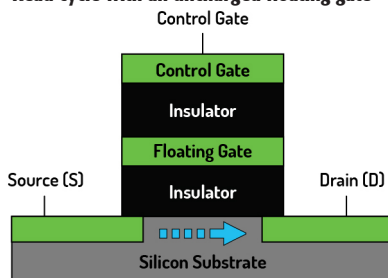 Read cycle with an uncharged floating gate
Control Gate
Control Gate
Insulator
Floating Gate
Source (S)
Insulator
Drain (D)
Silicon Substrate